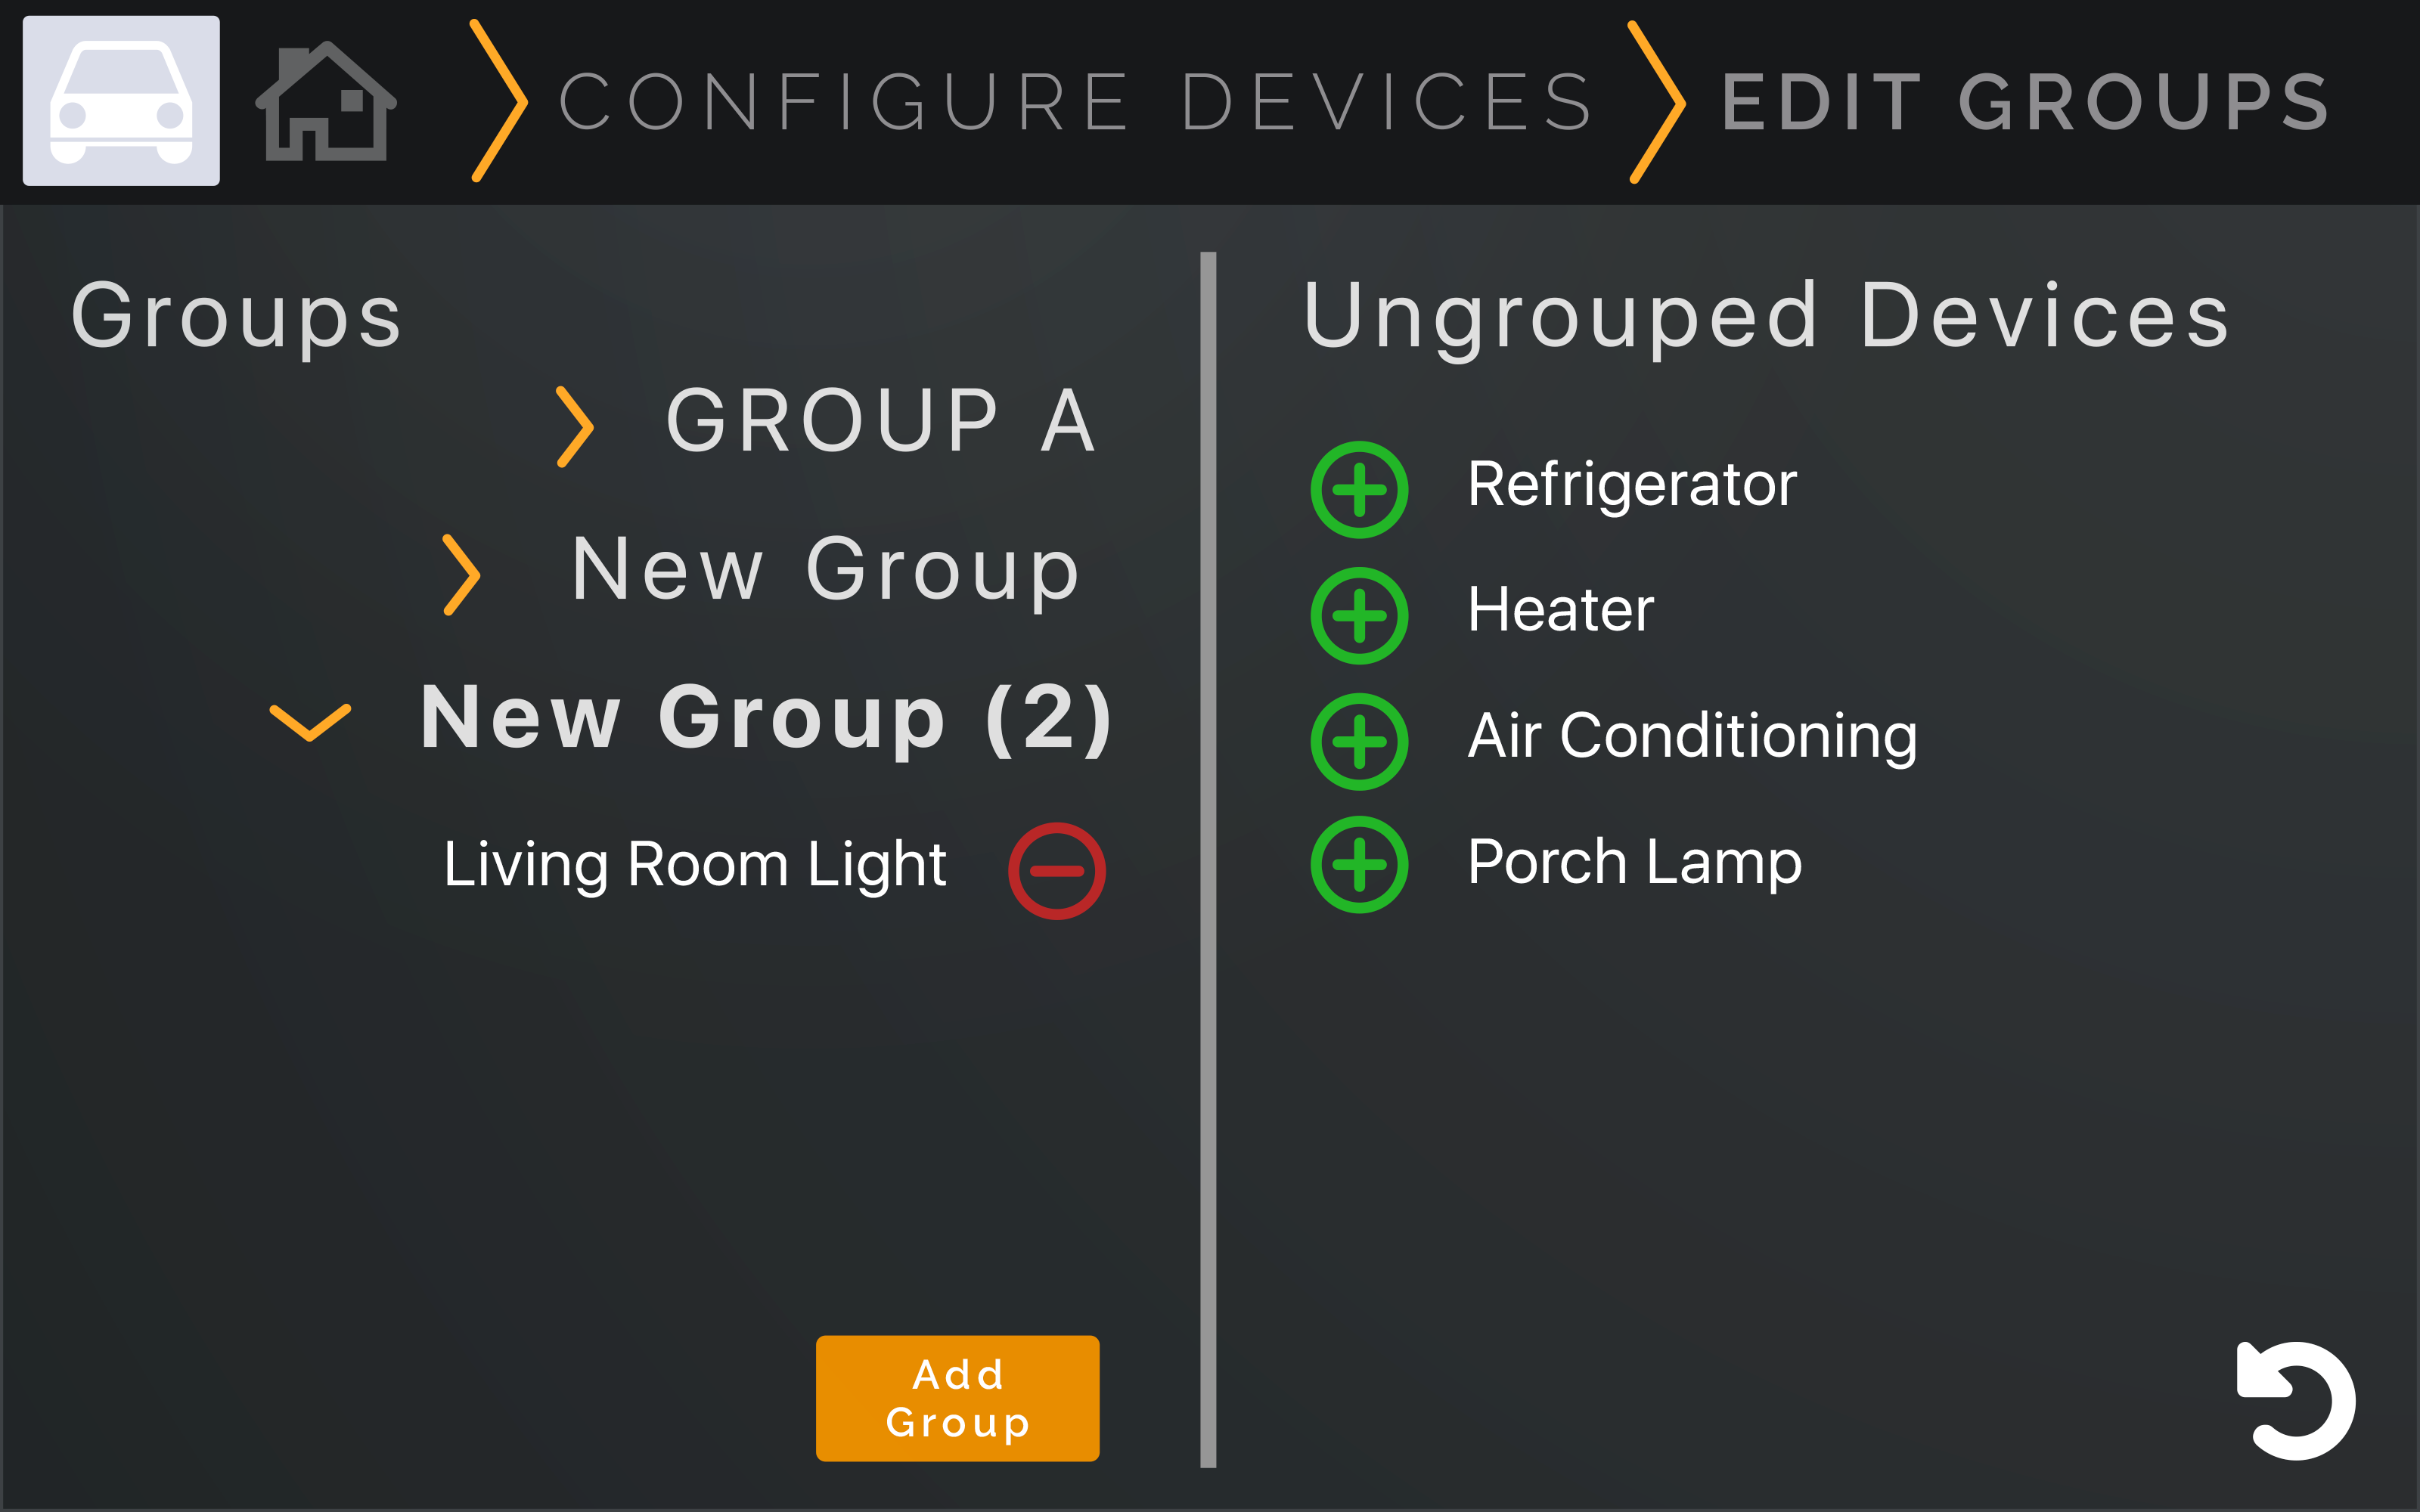 CONFIGURE DEVICES
EDIT GROUPS
Groups
GROUP A
New Group
New Group (2)
Living Room Light
Add
Group
Ungrouped Devices
Refrigerator
Heater
Air Conditioning
Porch Lamp